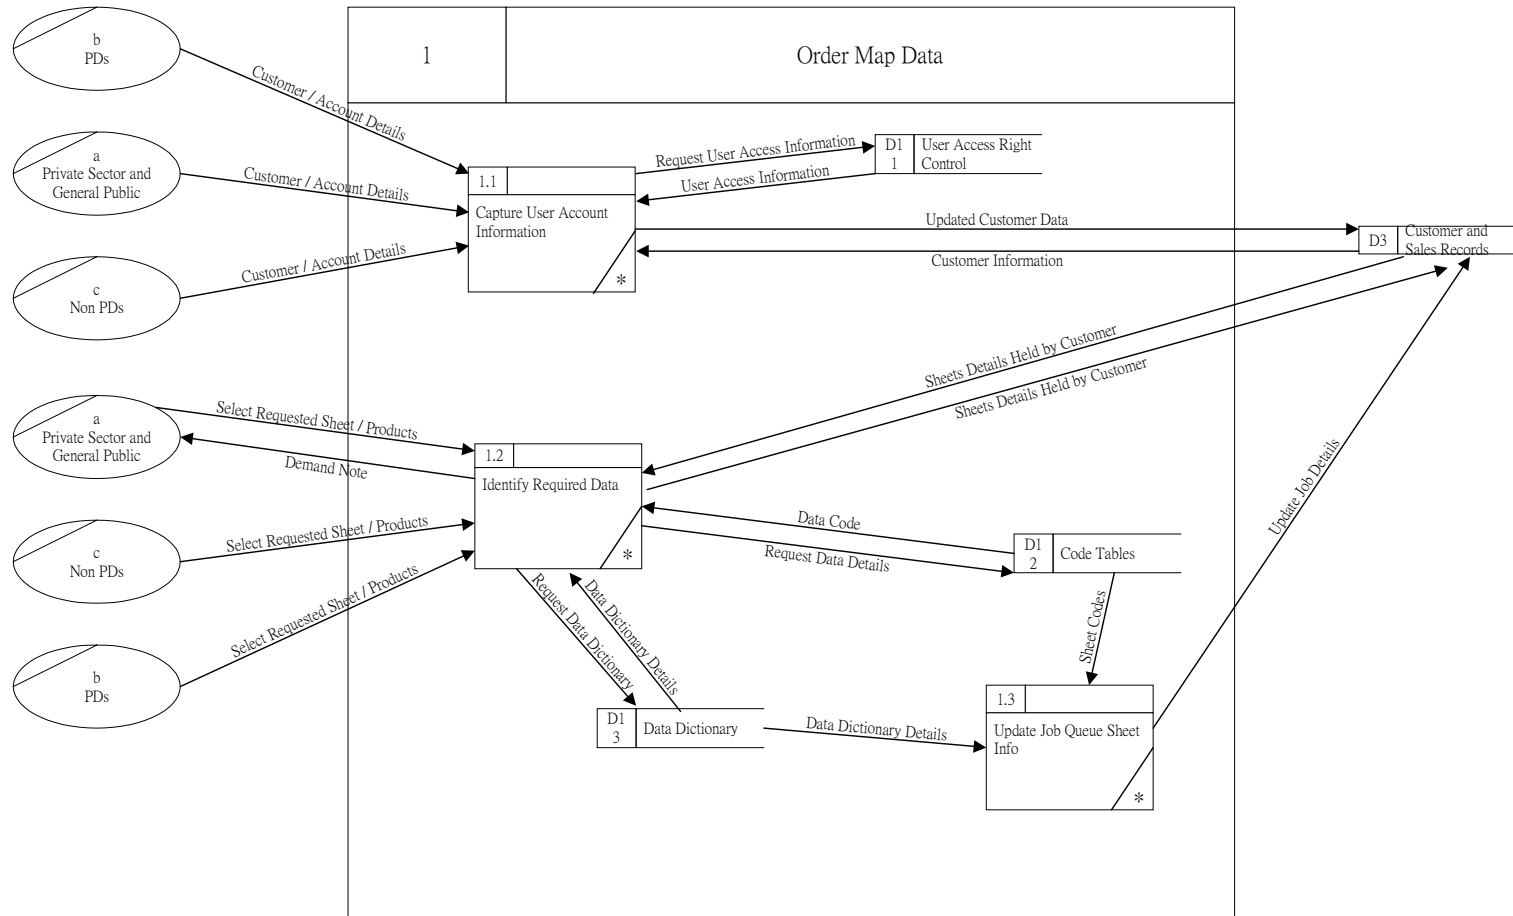 b
PDs
1
Order Map Data
Customer / Account Details
a
Private Sector and
General Public
Customer / Account Details
c
Non PDs
Customer / Account Details
1.1
Capture User Account
Information
*
Request User Access Information
User Access Information
D1
1
User Access Right
Control
Updated Customer Data
Customer Information
D3
Customer and
Sales Records
Sheets Details Held by Customer
Sheets Details Held by Customer
a
Private Sector and
General Public
Select Requested Sheet / Products
Demand Note
1.2
Identify Required Data
*
c
Non PDs
Select Requested Sheet / Products
b
PDs
Select Requested Sheet / Products
Data Code
Request Data Details
D1
2
Code Tables
Update Job Details
Request Data Dictionary
Data Dictionary Details
Sheet Codes
D1
3
Data Dictionary
Data Dictionary Details
1.3
Update Job Queue Sheet
Info
*